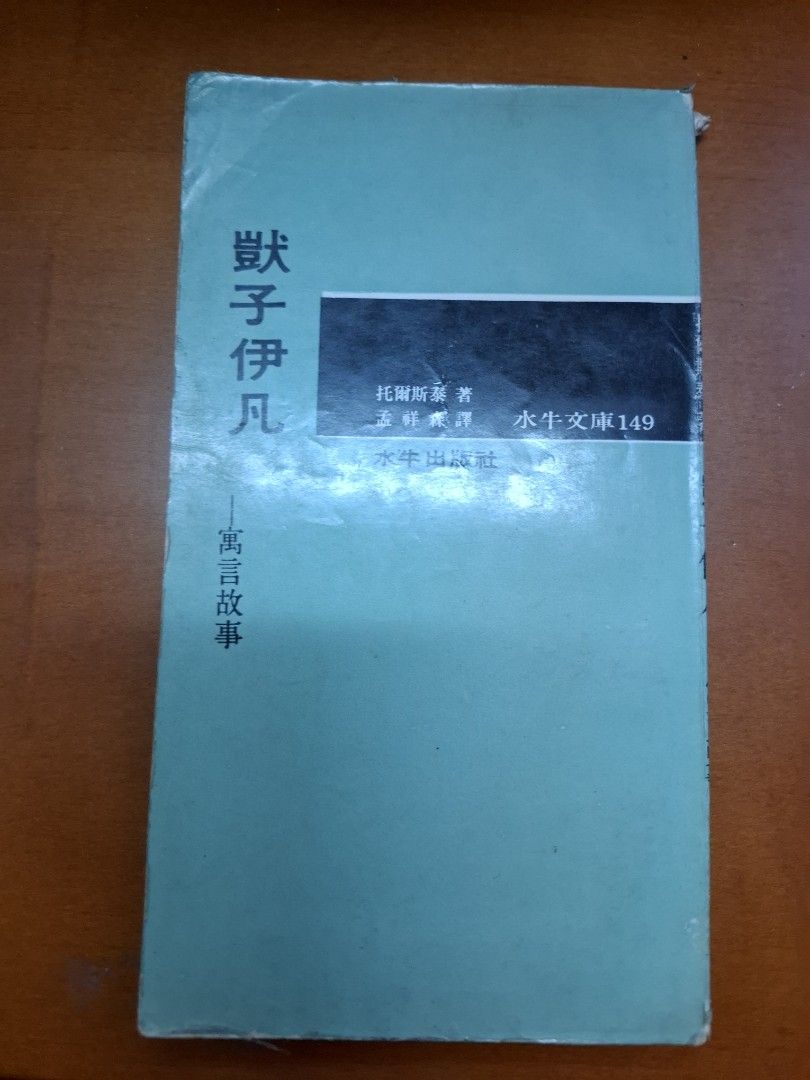 獃子伊凡
——寓言故事
托爾斯泰 著
孟祥森譯
水牛文庫149
水牛出版社